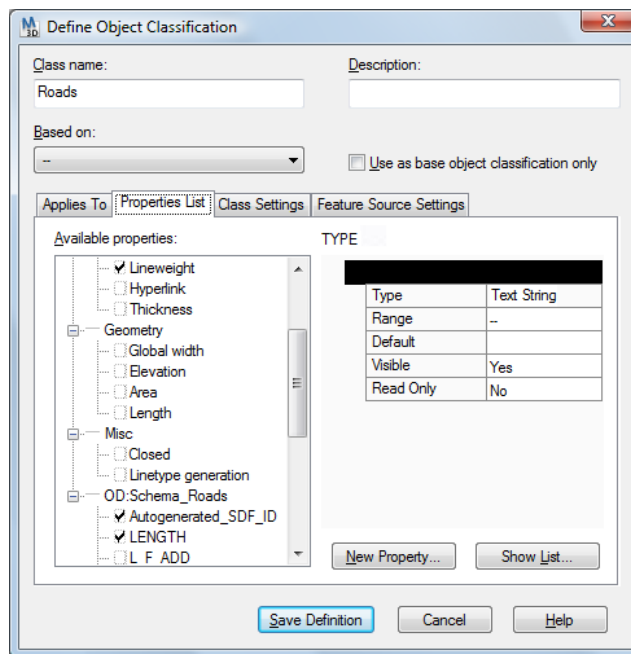 Define Object Classification
Class name: Description:
Roads
Based on:
-- Use as base object classification only
Applies To Properties List Class Settings Feature Source Settings
Available properties: TYPE
Lineweight
Hyperlink
Thickness
Geometry
Global width
Elevation
Area
Length
Misc
Closed
Linetype generation
OD:Schema_Roads
Autogenerated_SDF_ID
LENGTH
L_F_ADD
Type Text String
Range --
Default
Visible Yes
Read Only No
New Property... Show List...
Save Definition Cancel Help